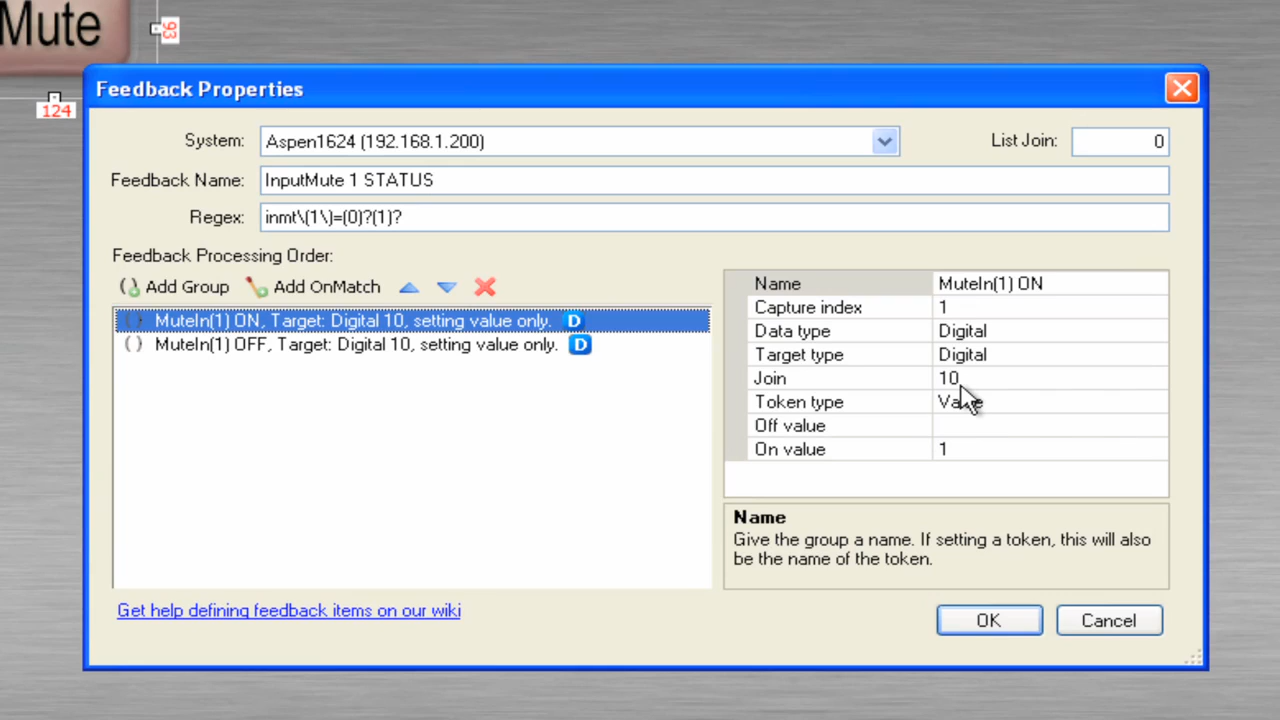 Mute
93
124
Feedback Properties
System: Aspen1624 (192.168.1.200) List Join: 0
Feedback Name: InputMute 1 STATUS
Regex: inmt\(1\)=(0)?(1)?
Feedback Processing Order:
() Add Group Add OnMatch
() MuteIn(1) ON, Target: Digital 10, setting value only. D
() MuteIn(1) OFF, Target: Digital 10, setting value only. D
Name MuteIn(1) ON
Capture index 1
Data type Digital
Target type Digital
Join 10
Token type Value
Off value
On value 1
Name
Give the group a name. If setting a token, this will also
be the name of the token.
Get help defining feedback items on our wiki
OK Cancel